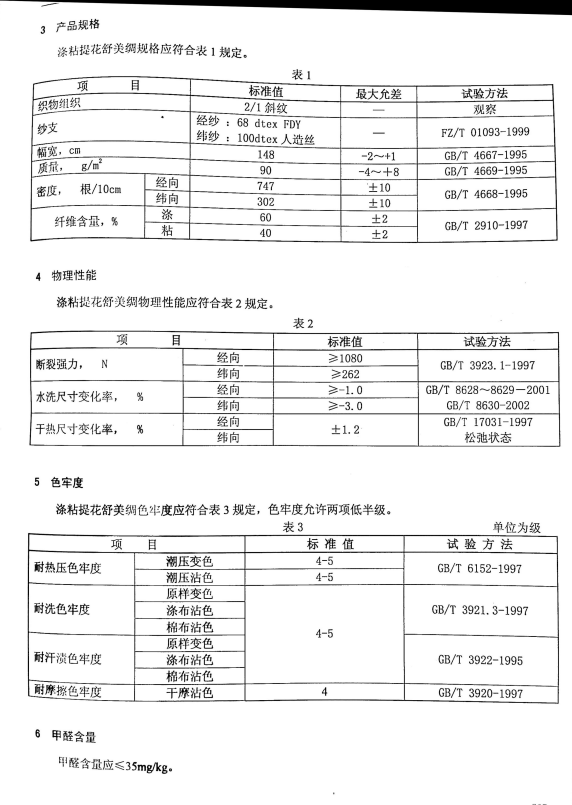 3 产品规格
涤粘提花舒美绸规格应符合表1规定。
表1
项 目 标准值 最大允差 试验方法
织物组织 2/1斜纹 — 观察
纱支 经纱：68 dtex FDY — FZ/T 01093-1999
纬纱：100dtex人造丝
幅宽，cm 148 -2～+1 GB/T 4667-1995
质量， g/m² 90 -4～+8 GB/T 4669-1995
密度， 根/10cm 经向 747 ±10 GB/T 4668-1995
纬向 302 ±10
纤维含量，% 涤 60 ±2 GB/T 2910-1997
粘 40 ±2
4 物理性能
涤粘提花舒美绸物理性能应符合表2规定。
表2
项 目 标准值 试验方法
断裂强力， N 经向 ≥1080 GB/T 3923.1-1997
纬向 ≥262
水洗尺寸变化率， % 经向 ≥-1.0 GB/T 8628～8629—2001
纬向 ≥-3.0 GB/T 8630-2002
干热尺寸变化率， % 经向 ±1.2 GB/T 17031-1997
纬向 松弛状态
5 色牢度
涤粘提花舒美绸色牢度应符合表3规定，色牢度允许两项低半级。
表3 单位为级
项 目 标 准 值 试 验 方 法
耐热压色牢度 潮压变色 4-5 GB/T 6152-1997
潮压沾色 4-5
耐洗色牢度 原样变色 4-5 GB/T 3921.3-1997
涤布沾色
棉布沾色
耐汗渍色牢度 原样变色 GB/T 3922-1995
涤布沾色
棉布沾色
耐摩擦色牢度 干摩沾色 4 GB/T 3920-1997
6 甲醛含量
甲醛含量应≤35mg/kg。